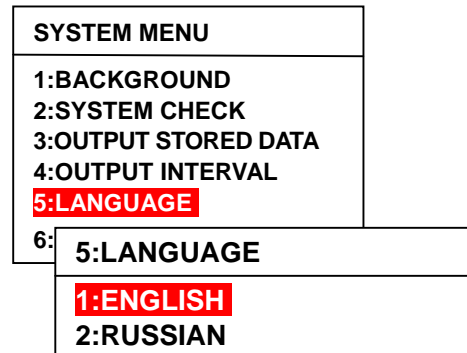 SYSTEM MENU
1:BACKGROUND
2:SYSTEM CHECK
3:OUTPUT STORED DATA
4:OUTPUT INTERVAL
5:LANGUAGE
6:
5:LANGUAGE
1:ENGLISH
2:RUSSIAN